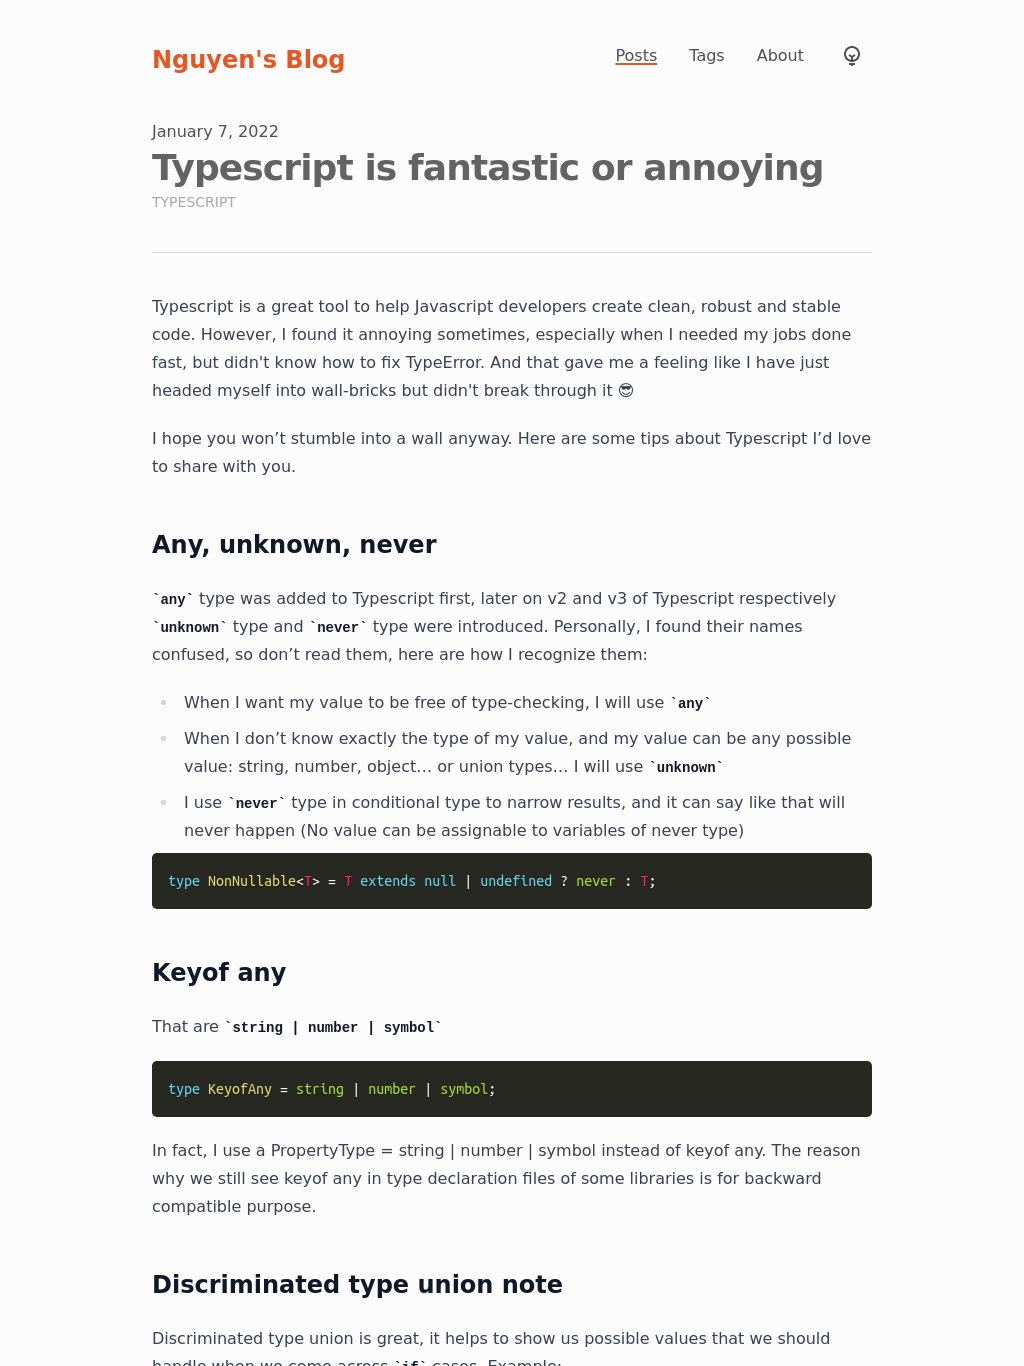 Nguyen's Blog
Posts Tags About
January 7, 2022
Typescript is fantastic or annoying
TYPESCRIPT
Typescript is a great tool to help Javascript developers create clean, robust and stable
code. However, I found it annoying sometimes, especially when I needed my jobs done
fast, but didn't know how to fix TypeError. And that gave me a feeling like I have just
headed myself into wall-bricks but didn't break through it 😎
I hope you won’t stumble into a wall anyway. Here are some tips about Typescript I’d love
to share with you.
Any, unknown, never
`any` type was added to Typescript first, later on v2 and v3 of Typescript respectively
`unknown` type and `never` type were introduced. Personally, I found their names
confused, so don’t read them, here are how I recognize them:
When I want my value to be free of type-checking, I will use `any`
When I don’t know exactly the type of my value, and my value can be any possible
value: string, number, object… or union types… I will use `unknown`
I use `never` type in conditional type to narrow results, and it can say like that will
never happen (No value can be assignable to variables of never type)
type NonNullable<T> = T extends null | undefined ? never : T;
Keyof any
That are `string | number | symbol`
type KeyofAny = string | number | symbol;
In fact, I use a PropertyType = string | number | symbol instead of keyof any. The reason
why we still see keyof any in type declaration files of some libraries is for backward
compatible purpose.
Discriminated type union note
Discriminated type union is great, it helps to show us possible values that we should
handle when we come across `if` cases. Example: